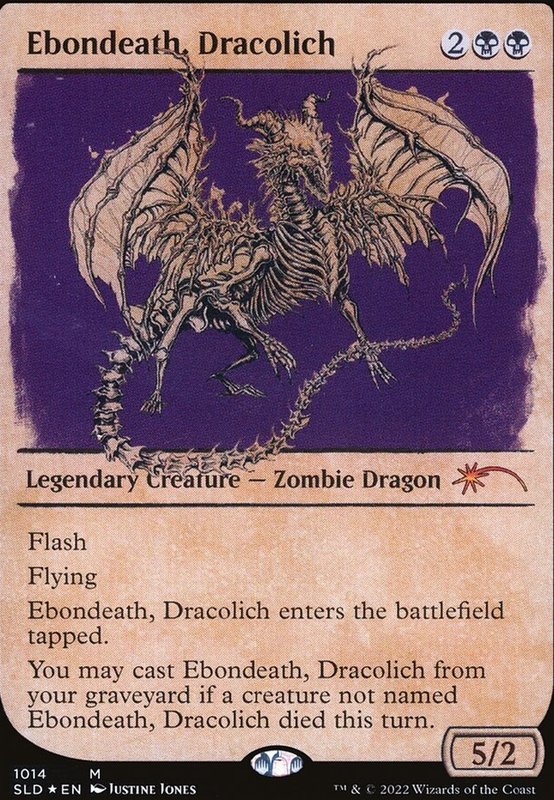 Ebondeath, Dracolich 2
Legendary Creature — Zombie Dragon
Flash
Flying
Ebondeath, Dracolich enters the battlefield
tapped.
You may cast Ebondeath, Dracolich from
your graveyard if a creature not named
Ebondeath, Dracolich died this turn.
5/2
1014 M
SLD ★ EN Justine Jones
™ & © 2022 Wizards of the Coast